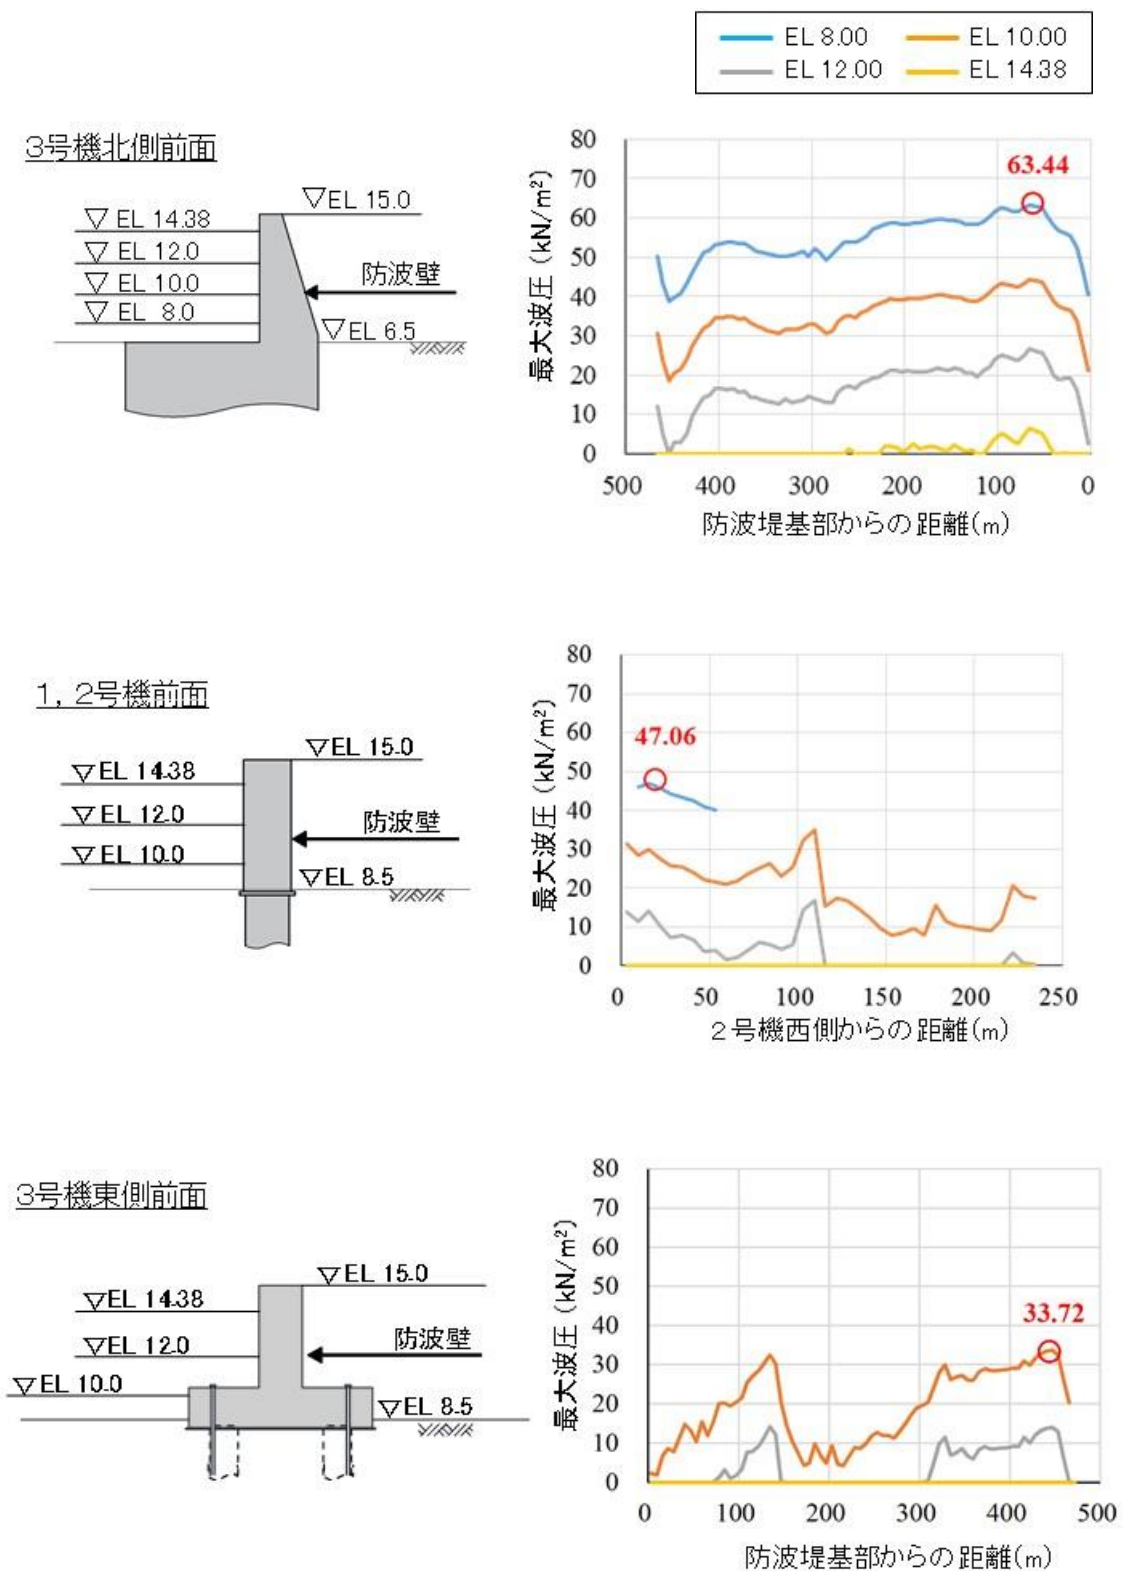 EL 8.00 EL 10.00
EL 12.00 EL 14.38
3号機北側前面
▽EL 15.0
▽ EL 14.38
▽ EL 12.0
▽ EL 10.0
▽ EL 8.0
防波壁
▽EL 6.5
最大波圧 (kN/m²)
80
70
60
50
40
30
20
10
0
63.44
500 400 300 200 100 0
防波堤基部からの距離(m)
1, 2号機前面
▽EL 15.0
▽EL 14.38
▽EL 12.0
▽EL 10.0
防波壁
▽EL 8.5
最大波圧 (kN/m²)
80
70
60
50
40
30
20
10
0
47.06
0 50 100 150 200 250
2号機西側からの距離(m)
3号機東側前面
▽EL 15.0
▽EL 14.38
▽EL 12.0
▽EL 10.0
防波壁
▽EL 8.5
最大波圧 (kN/m²)
80
70
60
50
40
30
20
10
0
33.72
0 100 200 300 400 500
防波堤基部からの距離(m)